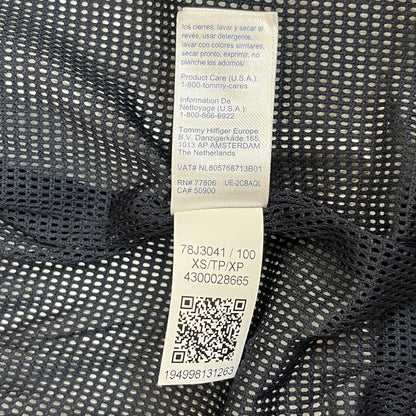 los cierres, lavar y secar al
revés, usar detergente,
lavar con colores similares,
secar pronto, exprimir, no
planche los adornos/
Product Care (U.S.A.):
1-800-tommy-cares
Information De
Nettoyage (U.S.A.):
1-800-866-6922
Tommy Hilfiger Europe
B.V. Danzigerkade 165,
1013 AP AMSTERDAM
The Netherlands
VAT# NL805768713B01
RN# 77806 UE-2CBAQL
CA# 50900
78J3041 / 100
XS/TP/XP
4300028665
194998131263